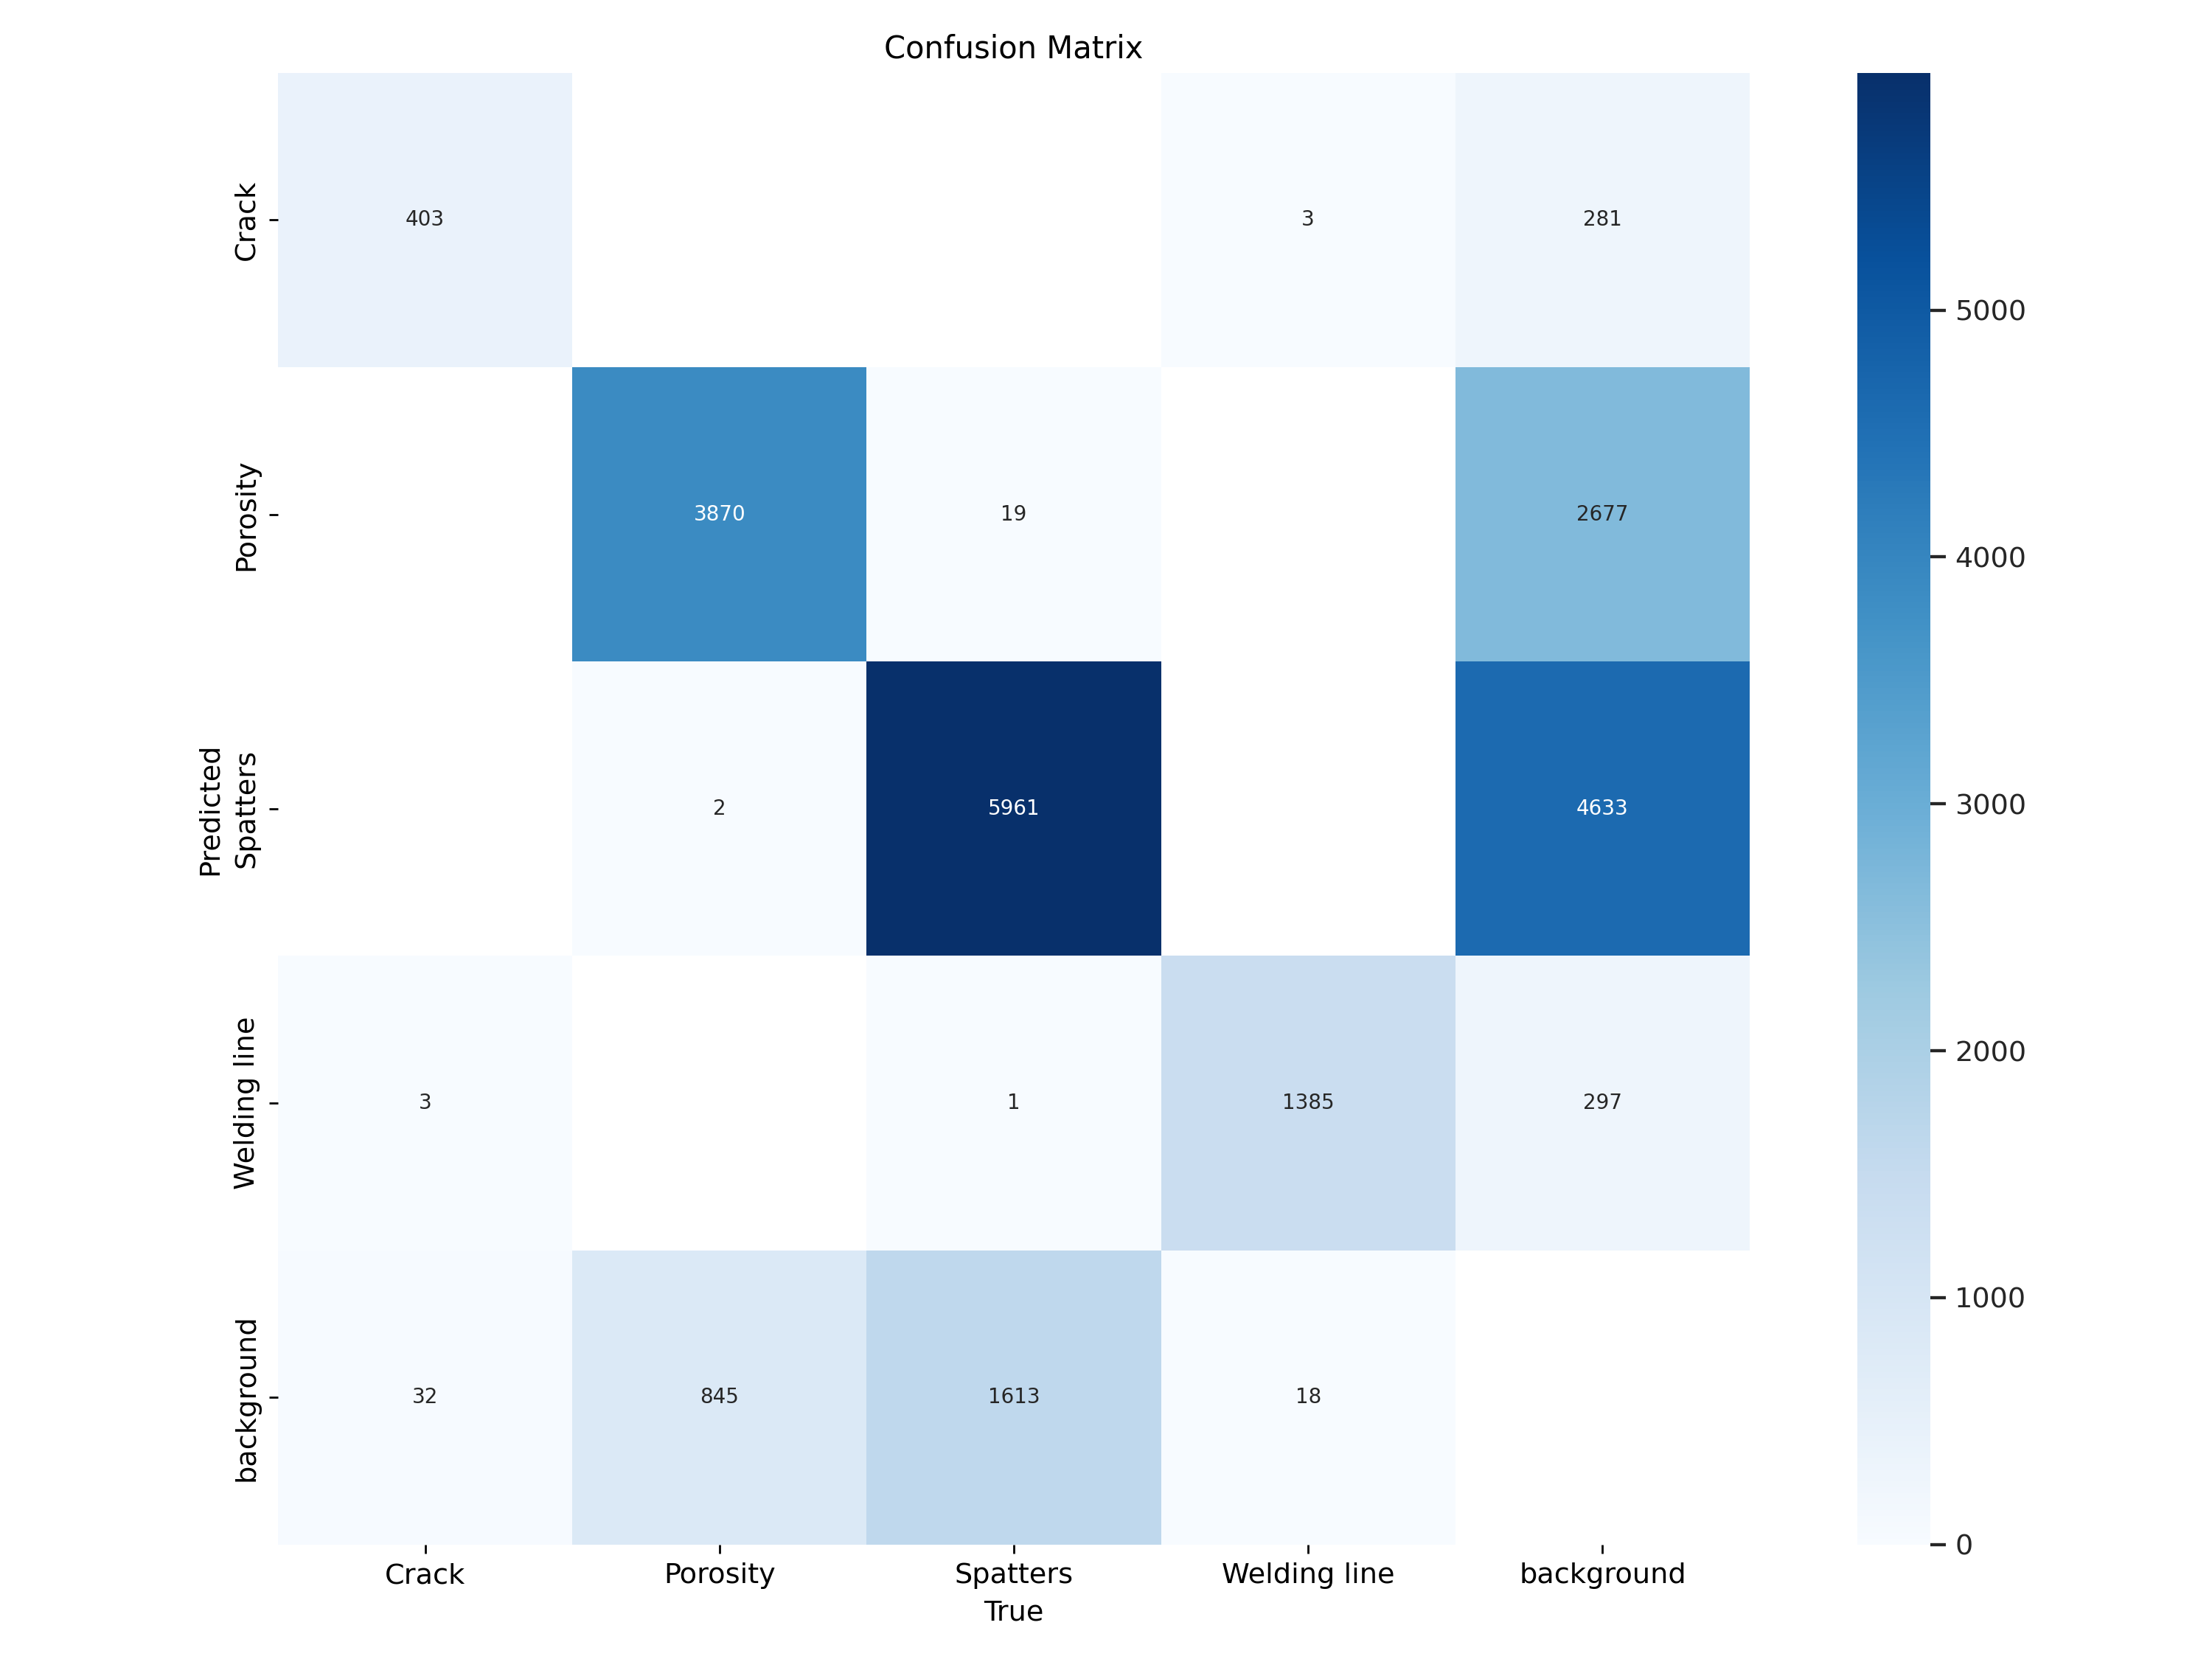 Confusion Matrix
Crack
403
3
281
5000
Porosity
3870
19
2677
4000
Predicted
Spatters
2
5961
4633
3000
Welding line
3
1
1385
297
2000
background
32
845
1613
18
1000
0
Crack
Porosity
Spatters
Welding line
background
True